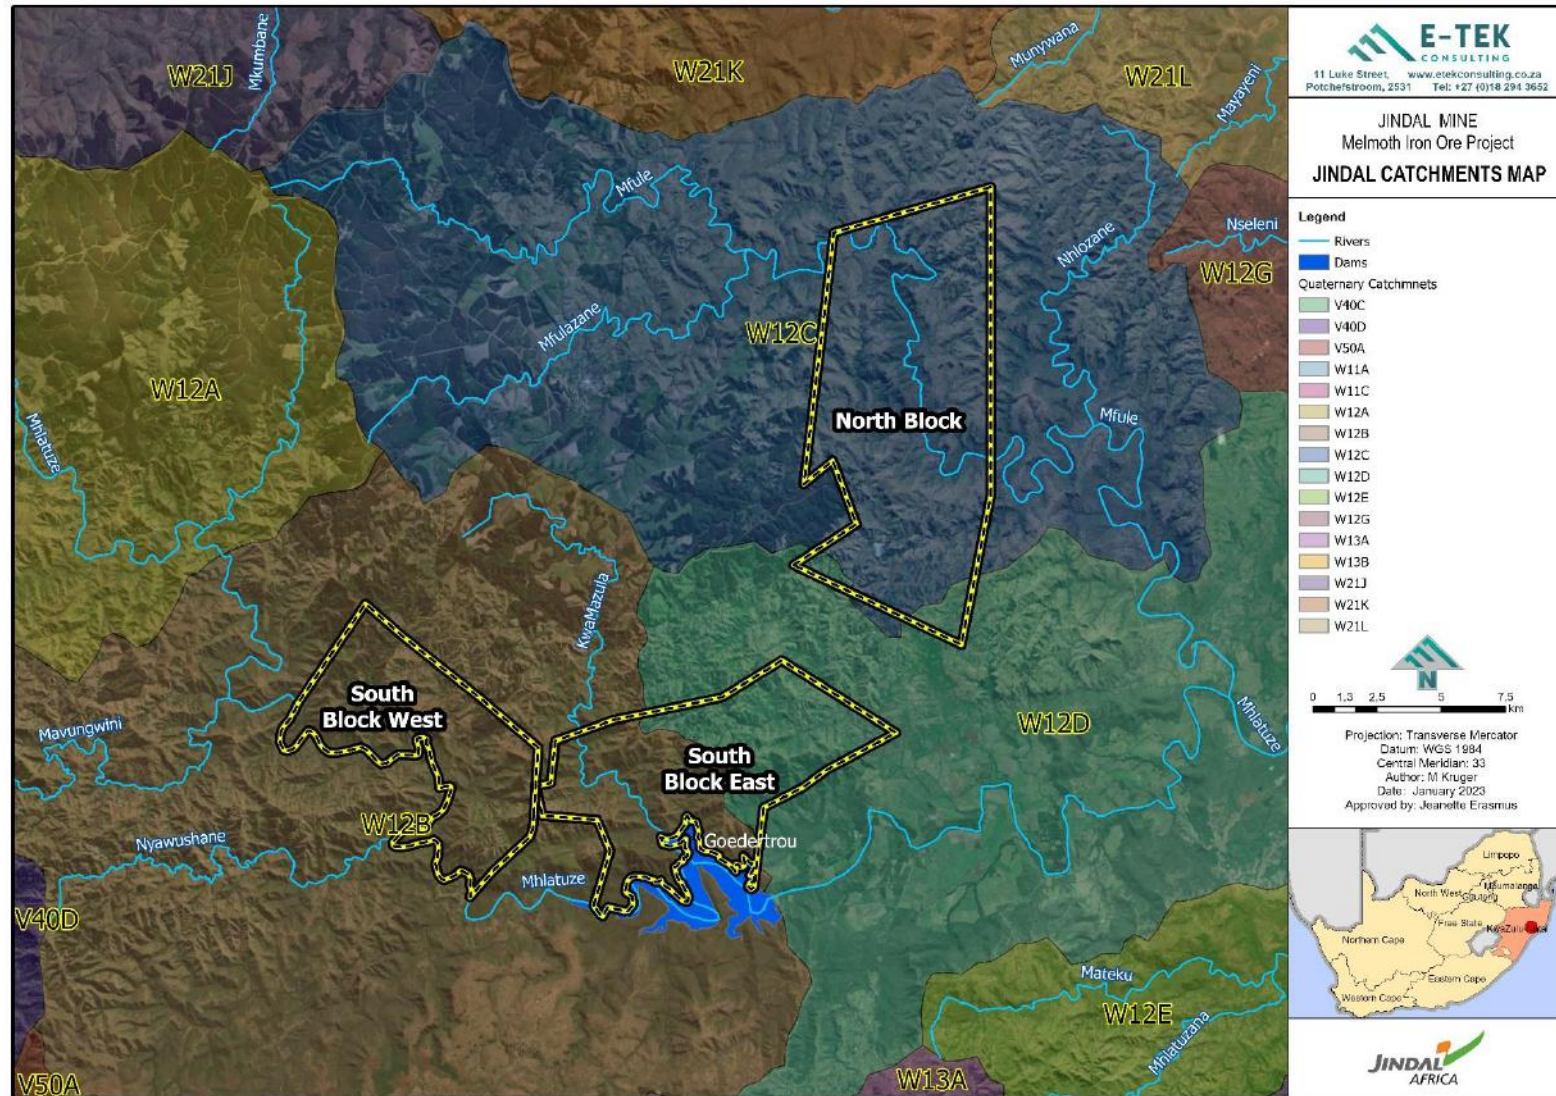 W21J
Mkumbane
W21K
Munywana
W21L
Mayayeni
Mfule
Nhlozane
Nseleni
W12G
W12C
Mfulazane
W12A
Mhlatuze
North Block
Mfule
KwaMazula
South
Block West
Mavungwini
South
Block East
W12D
Mhlatuze
W12B
Nyawushane
Goedertrou
Mhlatuze
V40D
Mateku
W12E
Mhlatuzana
W13A
V50A
E-TEK
CONSULTING
11 Luke Street, www.etekconsulting.co.za
Potchefstroom, 2531 Tel: +27 (0)18 294 3652
JINDAL MINE
Melmoth Iron Ore Project
JINDAL CATCHMENTS MAP
Legend
Rivers
Dams
Quaternary Catchmnets
V40C
V40D
V50A
W11A
W11C
W12A
W12B
W12C
W12D
W12E
W12G
W13A
W13B
W21J
W21K
W21L
N
0 1,3 2,5 5 7,5
km
Projection: Transverse Mercator
Datum: WGS 1984
Central Meridian: 33
Author: M Kruger
Date: January 2023
Approved by: Jeanette Erasmus
Limpopo
North West
Free State
Northern Cape
Eastern Cape
Western Cape
JINDAL
AFRICA